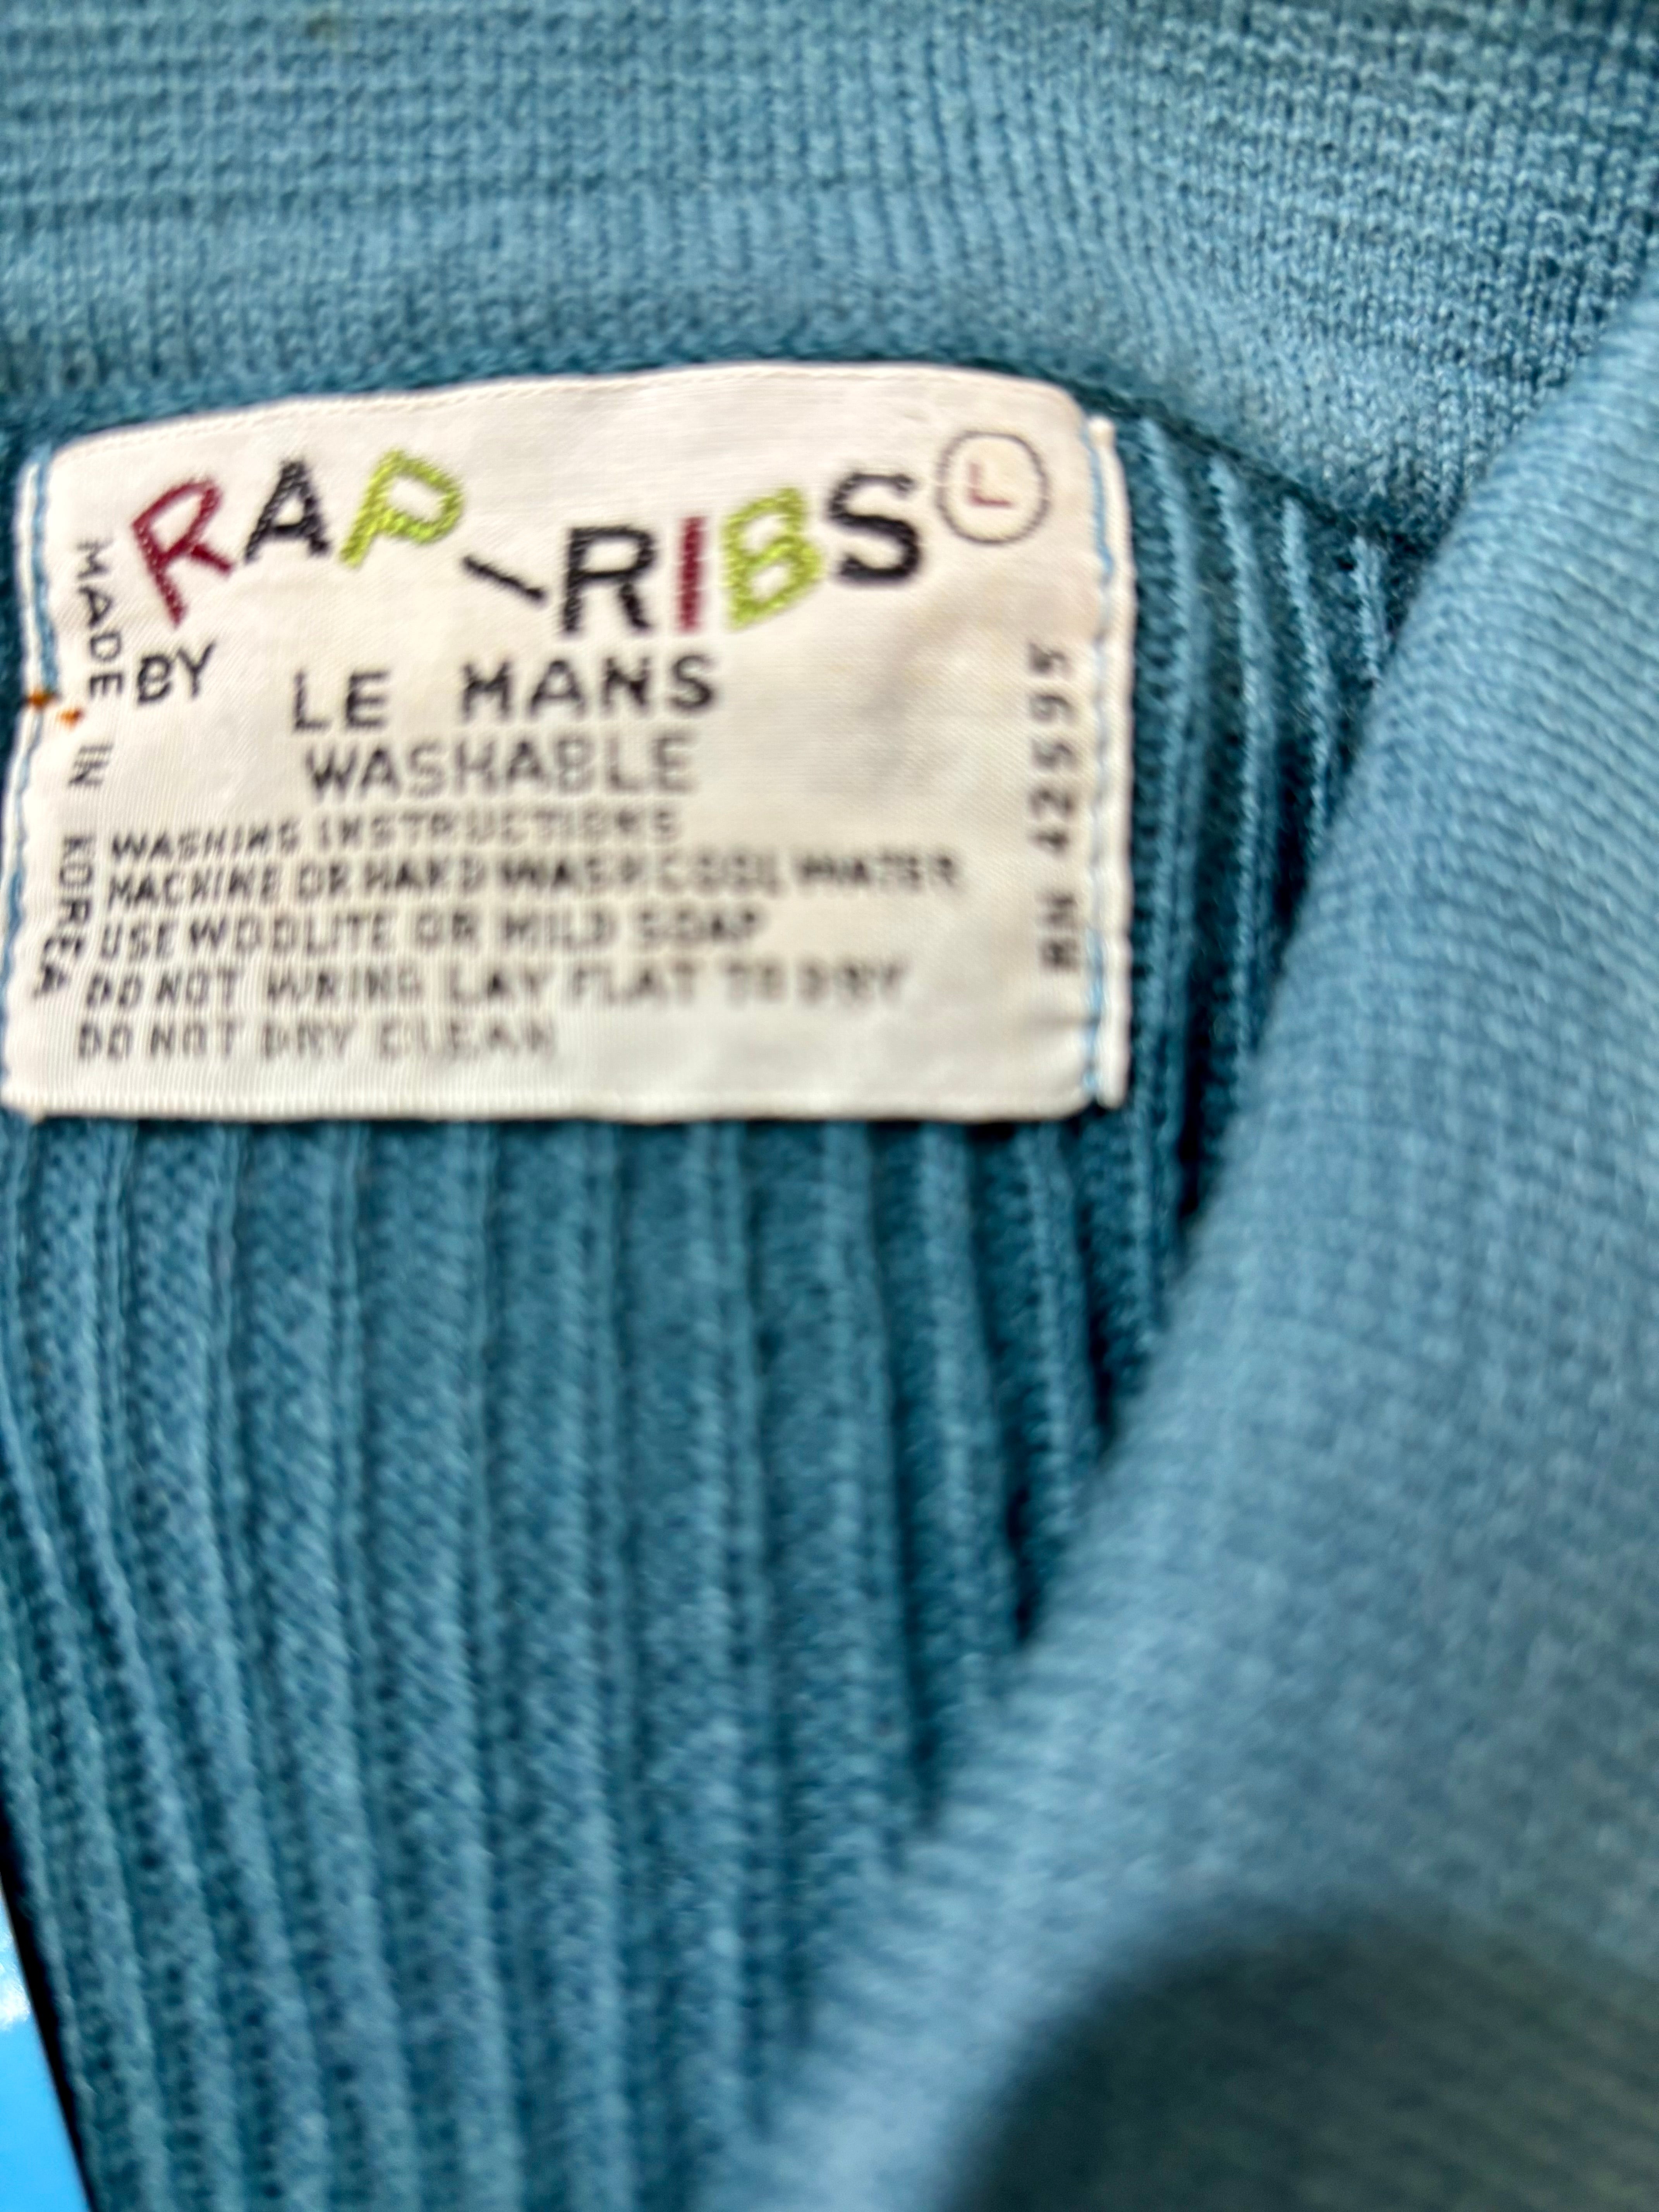 RAP-RIBS L
BY LE MANS
WASHABLE
WASHING INSTRUCTIONS
MACHINE OR HAND WASH COOL WATER
USE WOOLITE OR MILD SOAP
DO NOT WRING LAY FLAT TO DRY
DO NOT DRY CLEAN
MADE IN KOREA
RN 42595